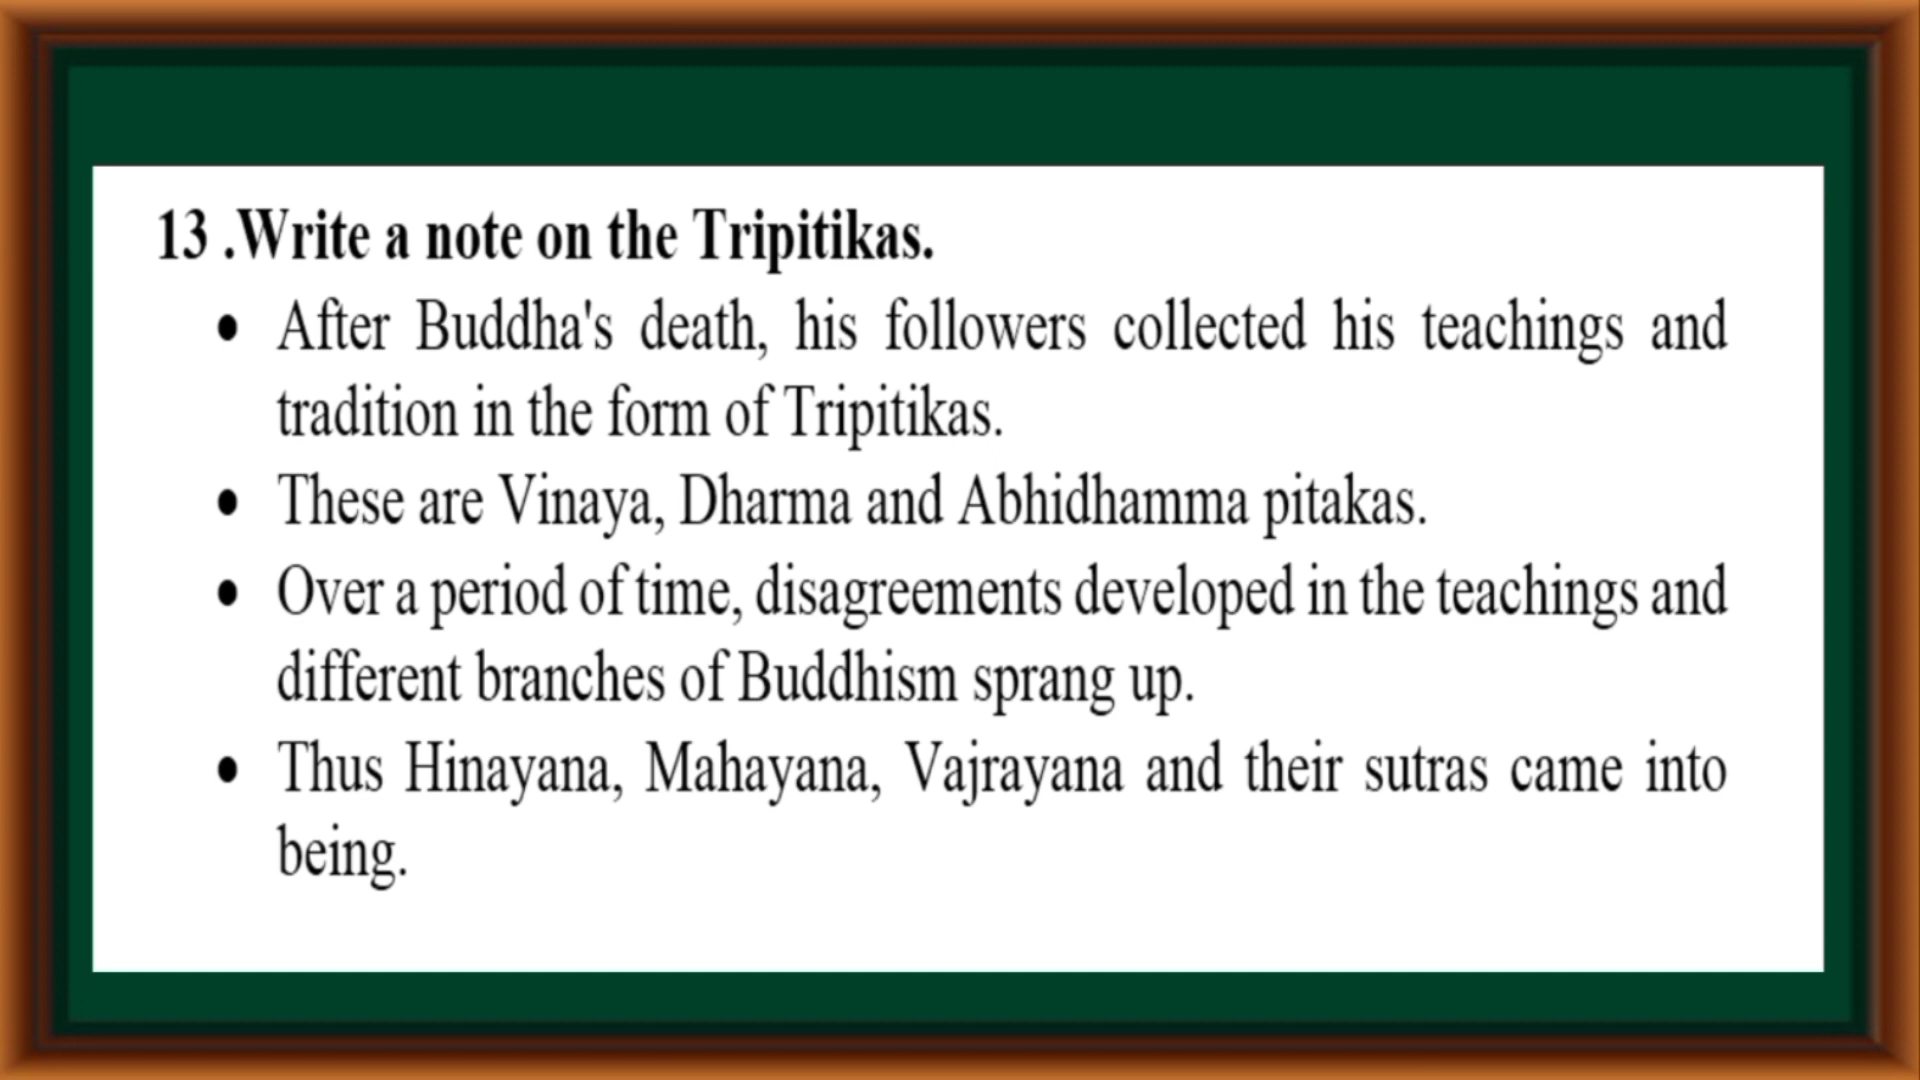 13 .Write a note on the Tripitikas.
• After Buddha's death, his followers collected his teachings and
tradition in the form of Tripitikas.
• These are Vinaya, Dharma and Abhidhamma pitakas.
• Over a period of time, disagreements developed in the teachings and
different branches of Buddhism sprang up.
• Thus Hinayana, Mahayana, Vajrayana and their sutras came into
being.